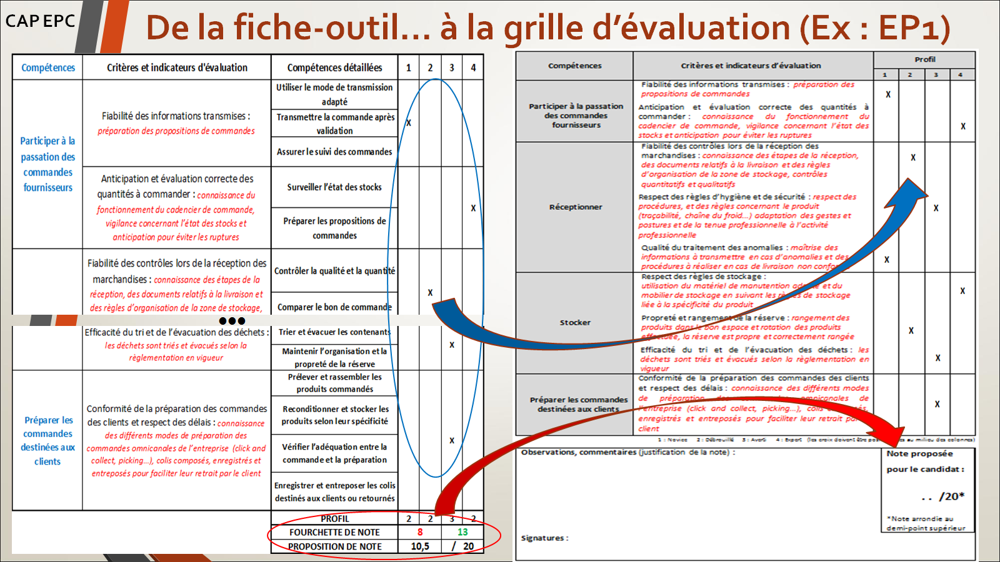 CAP EPC
De la fiche-outil... à la grille d'évaluation (Ex : EP1)
Compétences
Critères et indicateurs d'évaluation
Compétences détaillées
1 2 3 4
Participer à la
passation des
commandes
fournisseurs
Fiabilité des informations transmises :
préparation des propositions de commandes
Utiliser le mode de transmission
adapté
Transmettre la commande après
validation
X
Assurer le suivi des commandes
Anticipation et évaluation correcte des
quantités à commander : connaissance du
fonctionnement du cadencier de commande,
vigilance concernant l'état des stocks et
anticipation pour éviter les ruptures
Surveiller l'état des stocks
Préparer les propositions de
commandes
X
Fiabilité des contrôles lors de la réception des
marchandises : connaissance des étapes de la
réception, des documents relatifs à la livraison et
des règles d'organisation de la zone de stockage,
Contrôler la qualité et la quantité
Comparer le bon de commande
X
●●●
Efficacité du tri et de l'évacuation des déchets :
les déchets sont triés et évacués selon la
règlementation en vigueur
Trier et évacuer les contenants
Maintenir l'organisation et la
propreté de la réserve
X
Préparer les
commandes
destinées aux
clients
Conformité de la préparation des commandes
des clients et respect des délais : connaissance
des différents modes de préparation des
commandes omnicanales de l'entreprise (click and
collect, picking...), colis composés, enregistrés et
entreposés pour faciliter leur retrait par le client
Prélever et rassembler les
produits commandés
Reconditionner et stocker les
produits selon leur spécificité
Vérifier l'adéquation entre la
commande et la préparation
Enregistrer et entreposer les colis
destinés aux clients ou retournés
X
PROFIL 2 2 3 2
FOURCHETTE DE NOTE 8 13
PROPOSITION DE NOTE 10,5 / 20
Compétences
Critères et indicateurs d'évaluation
Profil
1 2 3 4
Participer à la passation
des commandes
fournisseurs
Fiabilité des informations transmises : préparation des
propositions de commandes
X
Anticipation et évaluation correcte des quantités à
commander : connaissance du fonctionnement du
cadencier de commande, vigilance concernant l'état des
stocks et anticipation pour éviter les ruptures
X
Réceptionner
Fiabilité des contrôles lors de la réception des
marchandises : connaissance des étapes de la réception,
des documents relatifs à la livraison et des règles
d'organisation de la zone de stockage, contrôles
quantitatifs et qualitatifs
X
Respect des règles d'hygiène et de sécurité : respect des
procédures, et des règles concernant le produit
(traçabilité, chaîne du froid...) adaptation des gestes et
postures et de la tenue professionnelle à l'activité
professionnelle
X
Qualité du traitement des anomalies : maîtrise des
informations à transmettre en cas d'anomalies et des
procédures à réaliser en cas de livraison non
X
Stocker
Respect des règles de stockage :
utilisation du matériel de manutention et du
mobilier de stockage en suivant les règles de stockage
liée à la spécificité du produit
X
Propreté et rangement de la réserve : rangement des
produits dans le bon espace et rotation des produits
effectuée, la réserve est propre et correctement rangée
X
Efficacité du tri et de l'évacuation des déchets : les
déchets sont triés et évacués selon la règlementation en
vigueur
X
Préparer les commandes
destinées aux clients
Conformité de la préparation des commandes des clients
et respect des délais : connaissance des différents modes
de préparation des omnicanales de
l'entreprise (click and collect, picking...), colis
enregistrés et entreposés pour faciliter leur retrait
client
X
1 : Novice 2 : Débrouillé 3 : Averti 4 : Expert (les croix doivent être au milieu des colonnes)
Observations, commentaires (justification de la note) :
Note proposée
pour le candidat :
. . /20*
*Note arrondie au
demi-point supérieur
Signatures :